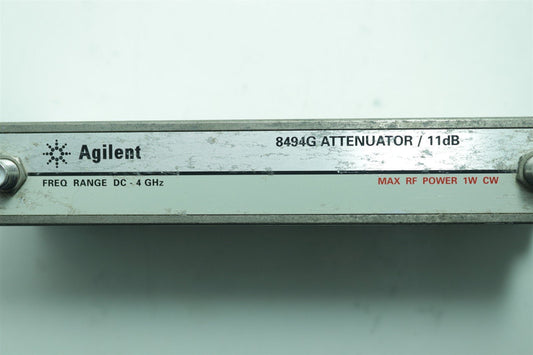 Agilent
8494G ATTENUATOR / 11dB
FREQ RANGE DC - 4 GHz
MAX RF POWER 1W CW